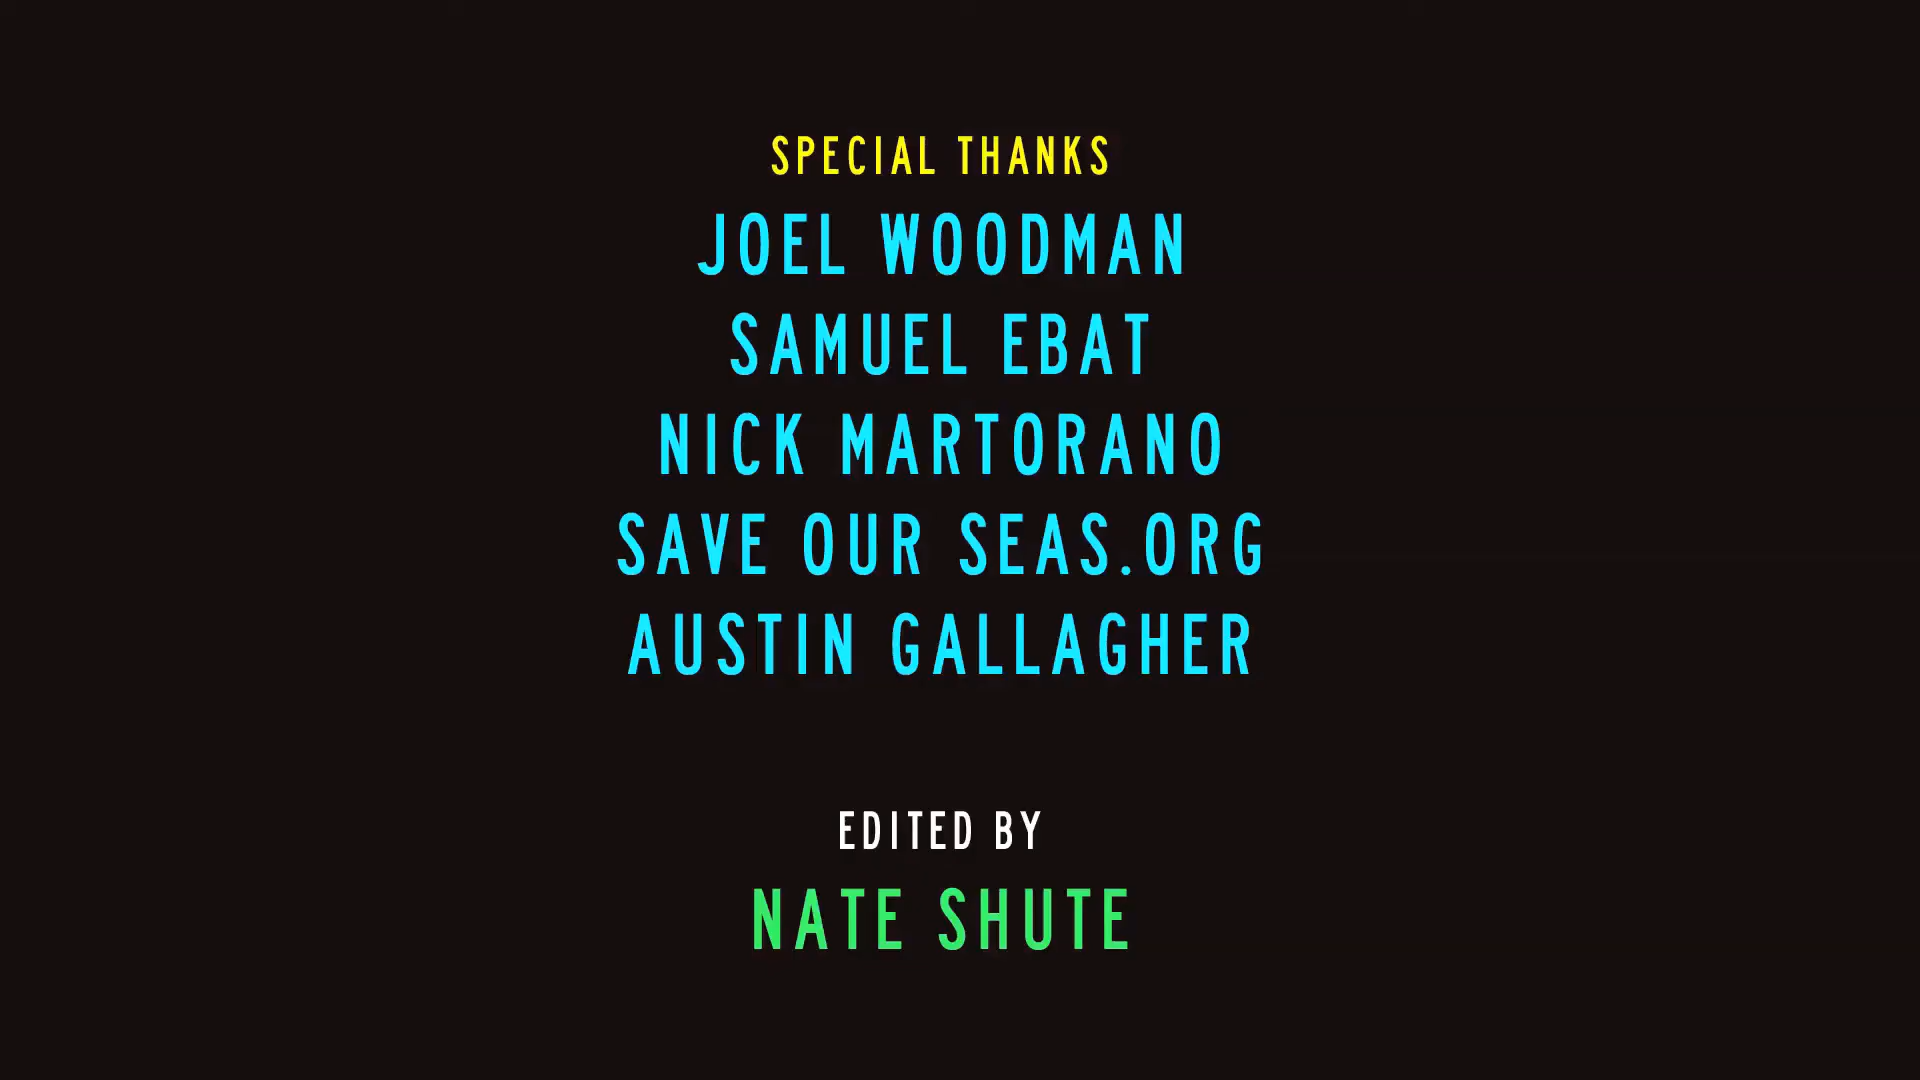 SPECIAL THANKS
JOEL WOODMAN
SAMUEL EBAT
NICK MARTORANO
SAVE OUR SEAS.ORG
AUSTIN GALLAGHER
EDITED BY
NATE SHUTE